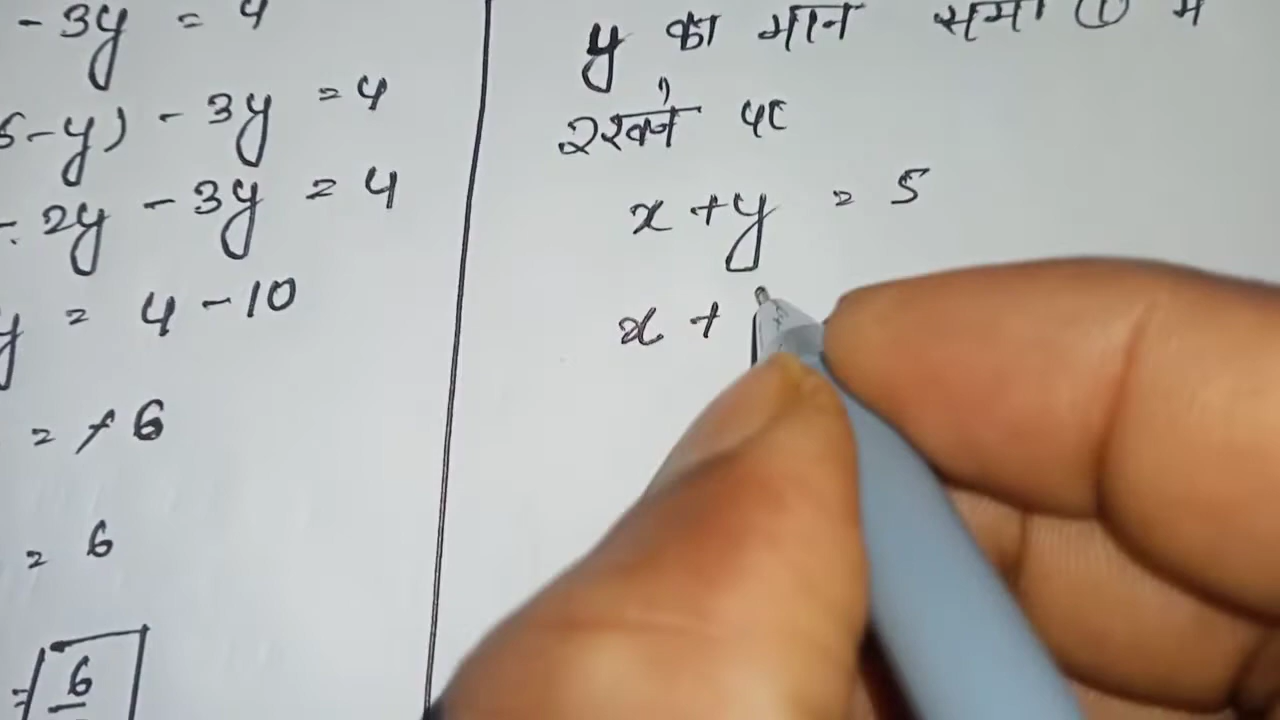 - 3y = 4
5-y) - 3y = 4
- 2y - 3y = 4
y = 4 - 10
= - 6
= 6
= 6
y का मान समी ① में
रखने पर
x + y = 5
x +